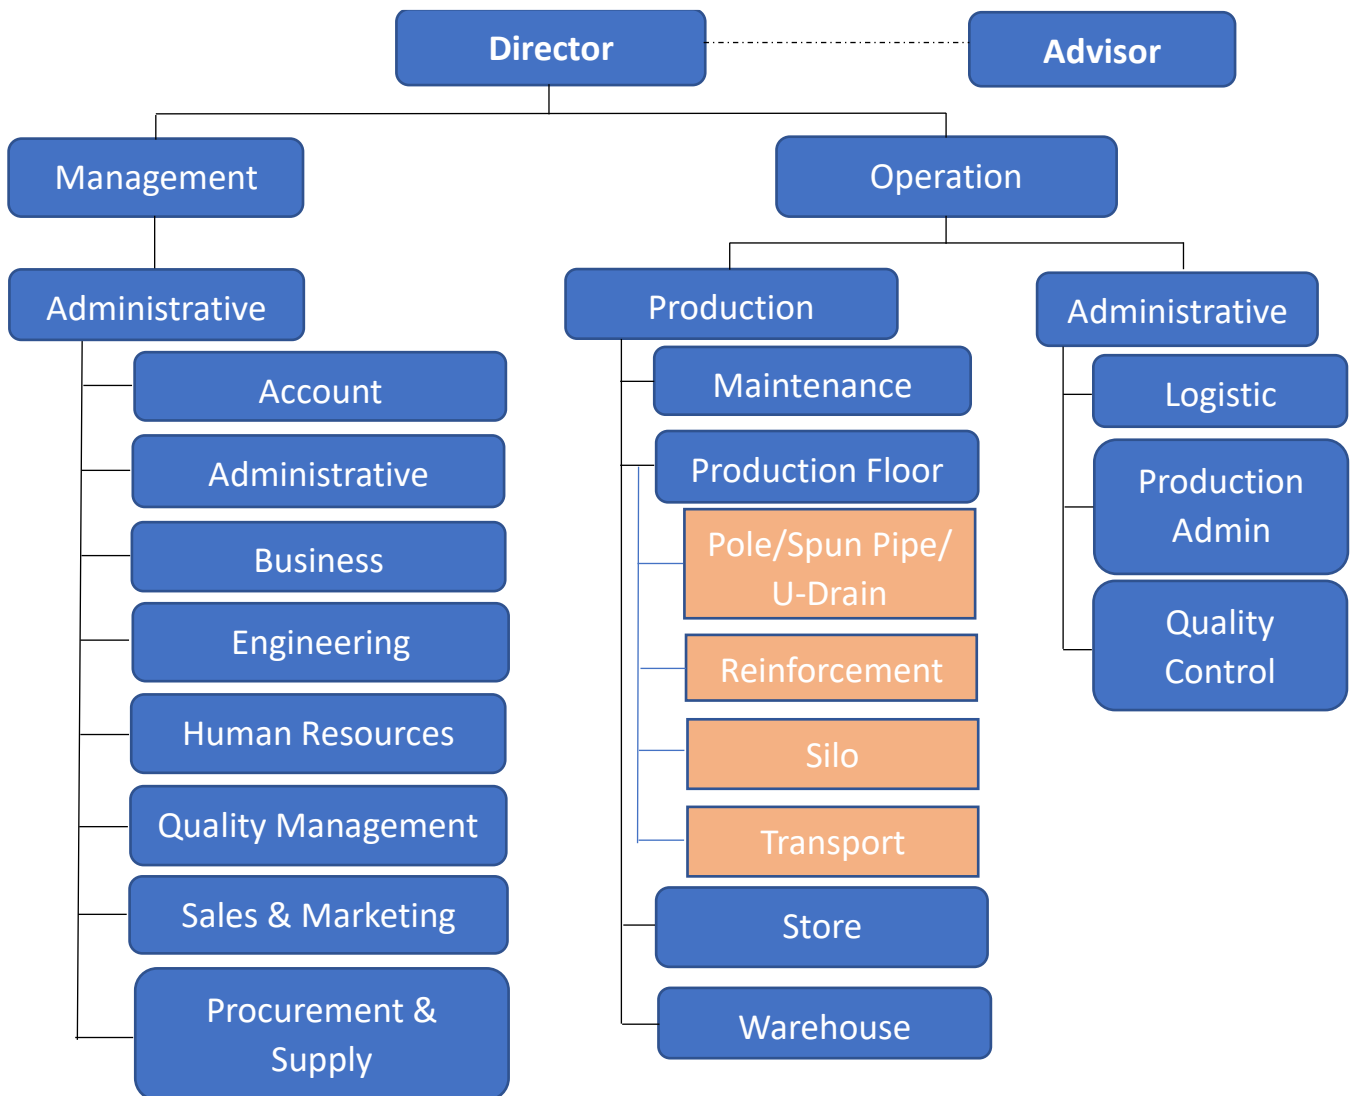 Director
Advisor
Management
Operation
Administrative
Account
Administrative
Business
Engineering
Human Resources
Quality Management
Sales & Marketing
Procurement &
Supply
Production
Maintenance
Production Floor
Pole/Spun Pipe/
U-Drain
Reinforcement
Silo
Transport
Store
Warehouse
Administrative
Logistic
Production
Admin
Quality
Control